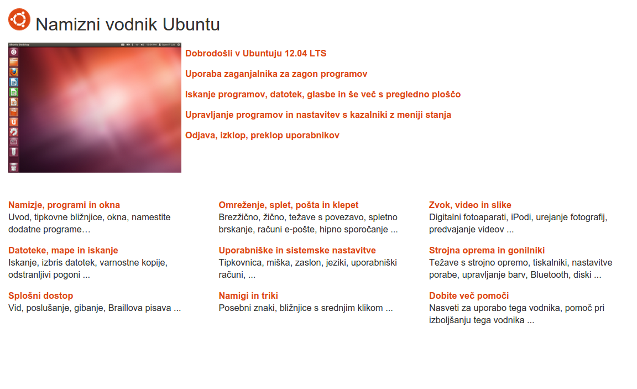 Namizni vodnik Ubuntu
Dobrodošli v Ubuntuju 12.04 LTS
Uporaba zaganjalnika za zagon programov
Iskanje programov, datotek, glasbe in še več s pregledno ploščo
Upravljanje programov in nastavitev s kazalniki z meniji stanja
Odjava, izklop, preklop uporabnikov
Namizje, programi in okna
Uvod, tipkovne bližnjice, okna, namestite
dodatne programe…
Datoteke, mape in iskanje
Iskanje, izbris datotek, varnostne kopije,
odstranljivi pogoni ...
Splošni dostop
Vid, poslušanje, gibanje, Braillova pisava ...
Omreženje, splet, pošta in klepet
Brezžično, žično, težave s povezavo, spletno
brskanje, računi e-pošte, hipno sporočanje ...
Uporabniške in sistemske nastavitve
Tipkovnica, miška, zaslon, jeziki, uporabniški
računi, ...
Namigi in triki
Posebni znaki, bližnjice s srednjim klikom ...
Zvok, video in slike
Digitalni fotoaparati, iPodi, urejanje fotografij,
predvajanje videov ...
Strojna oprema in gonilniki
Težave s strojno opremo, tiskalniki, nastavitve
porabe, upravljanje barv, Bluetooth, diski ...
Dobite več pomoči
Nasveti za uporabo tega vodnika, pomoč pri
izboljšanju tega vodnika ...